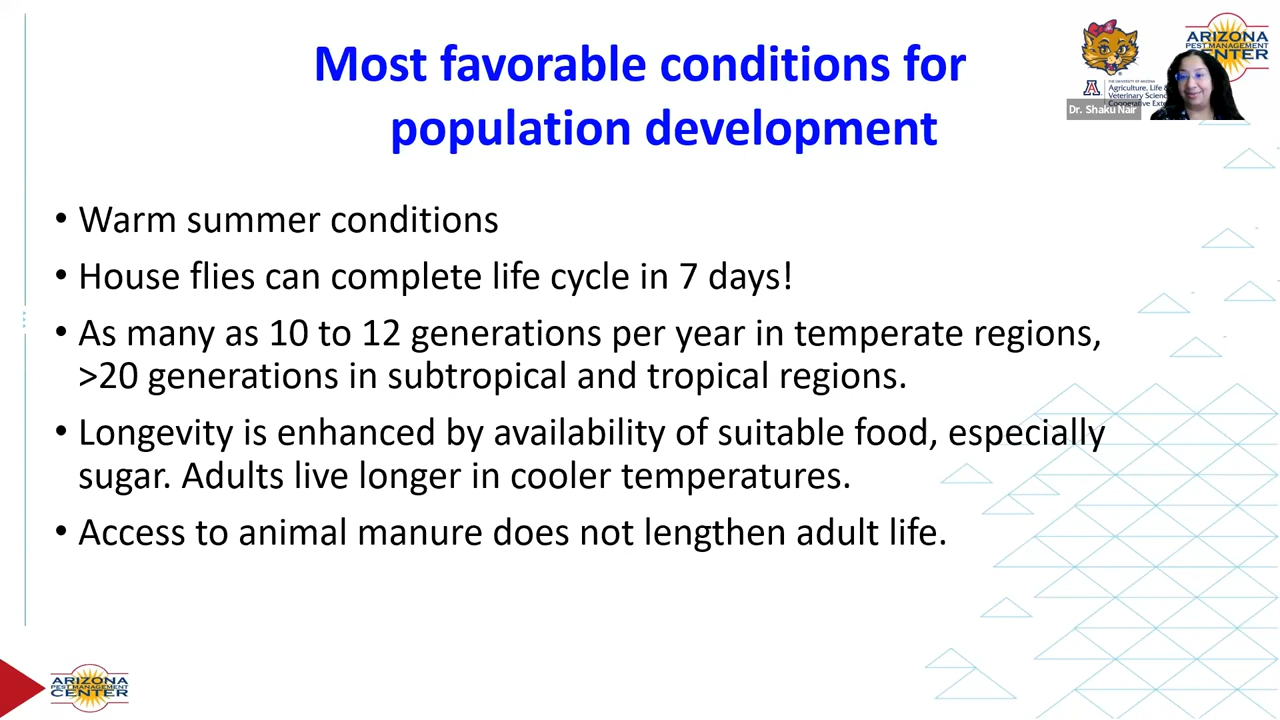 Most favorable conditions for
population development
• Warm summer conditions
• House flies can complete life cycle in 7 days!
• As many as 10 to 12 generations per year in temperate regions,
>20 generations in subtropical and tropical regions.
• Longevity is enhanced by availability of suitable food, especially
sugar. Adults live longer in cooler temperatures.
• Access to animal manure does not lengthen adult life.
ARIZONA
PEST MANAGEMENT
CENTER
THE UNIVERSITY OF ARIZONA
A
Agriculture, Life &
Veterinary Scienc
Cooperative Exte
Dr. Shaku Nair
ARIZONA
PEST MANAGEMENT
CENTER